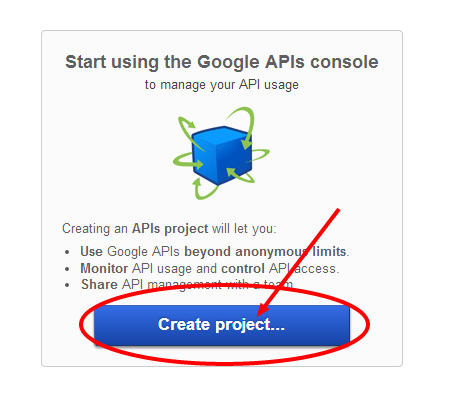 Start using the Google APIs console
to manage your API usage
Creating an APIs project will let you:
• Use Google APIs beyond anonymous limits.
• Monitor API usage and control API access.
• Share API management with a team
Create project...